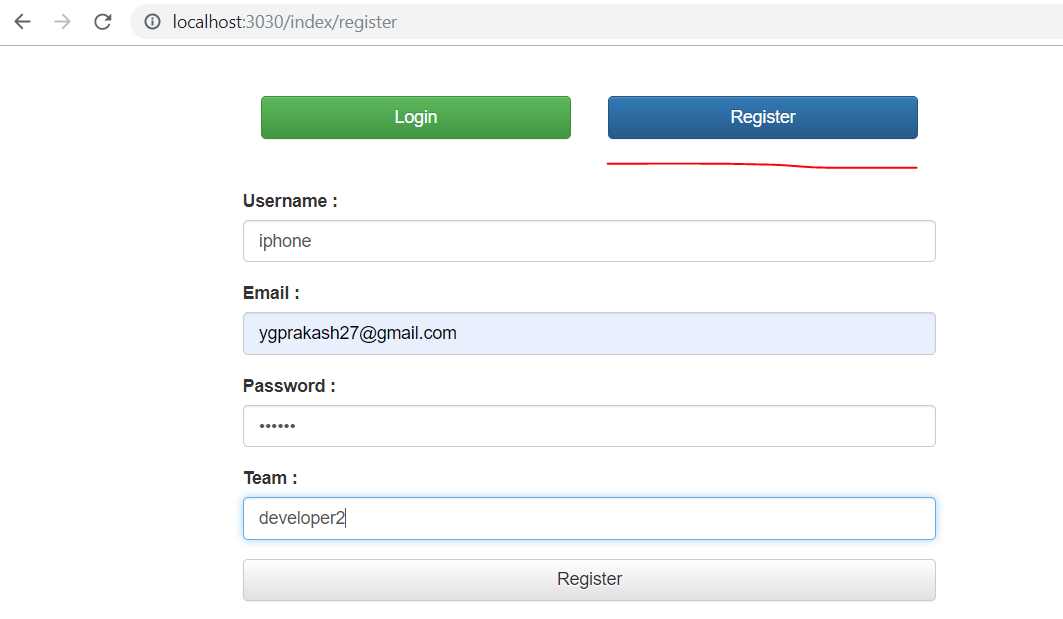 localhost:3030/index/register
Login Register
Username :
iphone
Email :
ygprakash27@gmail.com
Password :
••••••
Team :
developer2
Register